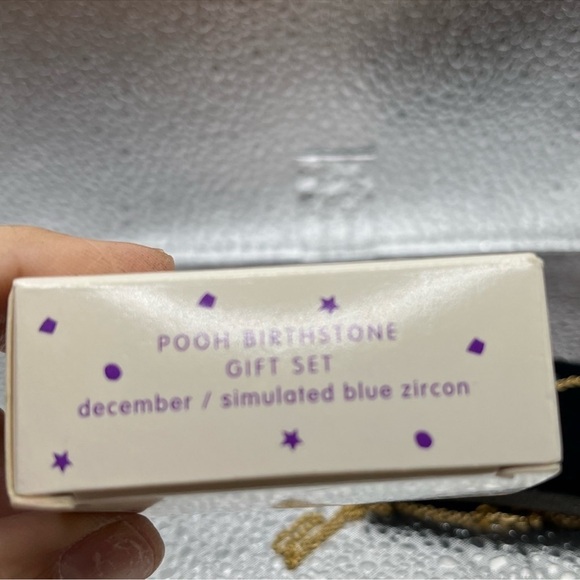 POOH BIRTHSTONE
GIFT SET
december / simulated blue zircon